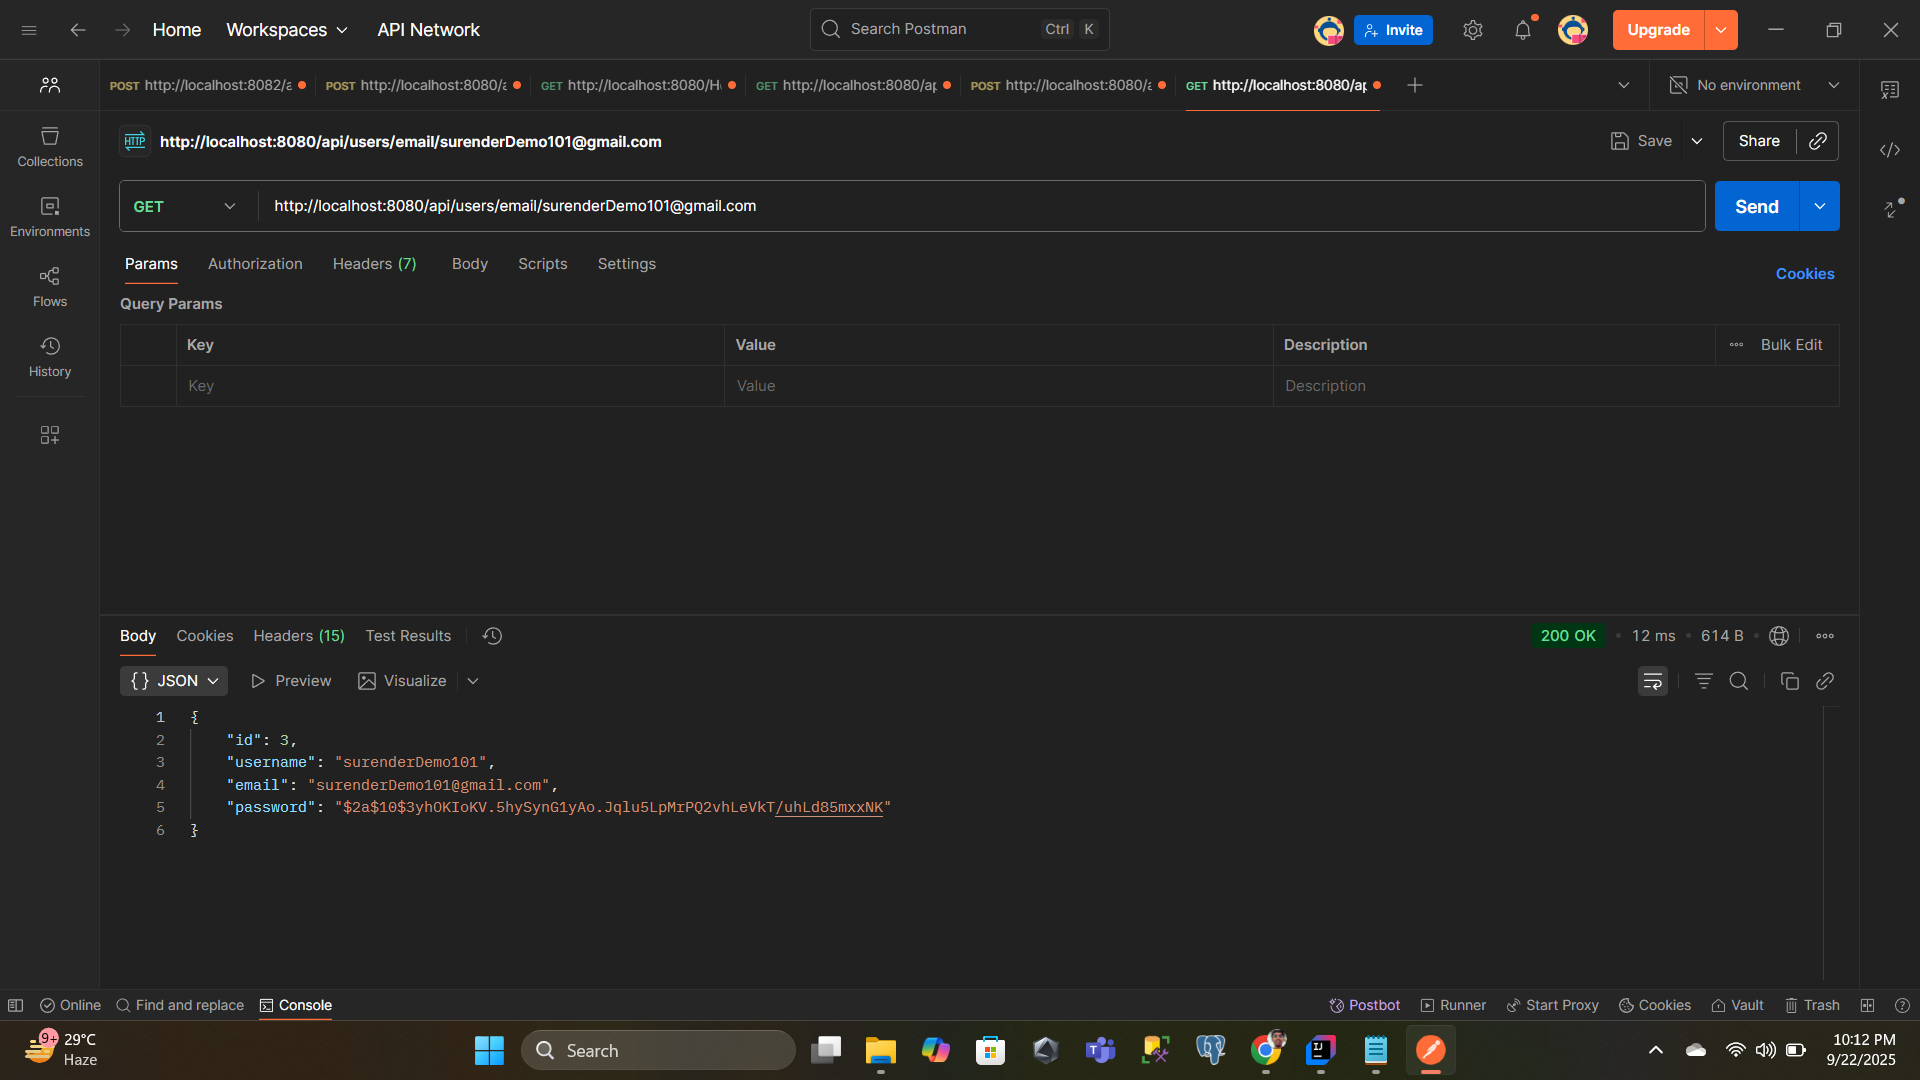 Home
Workspaces
API Network
Search Postman
Ctrl K
Invite
Upgrade
POST http://localhost:8082/a
POST http://localhost:8080/a
GET http://localhost:8080/He
GET http://localhost:8080/ap
POST http://localhost:8080/a
GET http://localhost:8080/ap
No environment
HTTP http://localhost:8080/api/users/email/surenderDemo101@gmail.com
Save
Share
Collections
Environments
Flows
History
GET http://localhost:8080/api/users/email/surenderDemo101@gmail.com
Send
Params Authorization Headers (7) Body Scripts Settings
Cookies
Query Params
Key Value Description Bulk Edit
Key Value Description
Body Cookies Headers (15) Test Results
200 OK 12 ms 614 B
{} JSON Preview Visualize
1 {
2 "id": 3,
3 "username": "surenderDemo101",
4 "email": "surenderDemo101@gmail.com",
5 "password": "$2a$10$3yhOKIoKV.5hySynG1yAo.Jqlu5LpMrPQ2vhLeVkT/uhLd85mxxNK"
6 }
Online Find and replace Console
Postbot Runner Start Proxy Cookies Vault Trash
9+ 29°C
Haze
Search
IJ
10:12 PM
9/22/2025